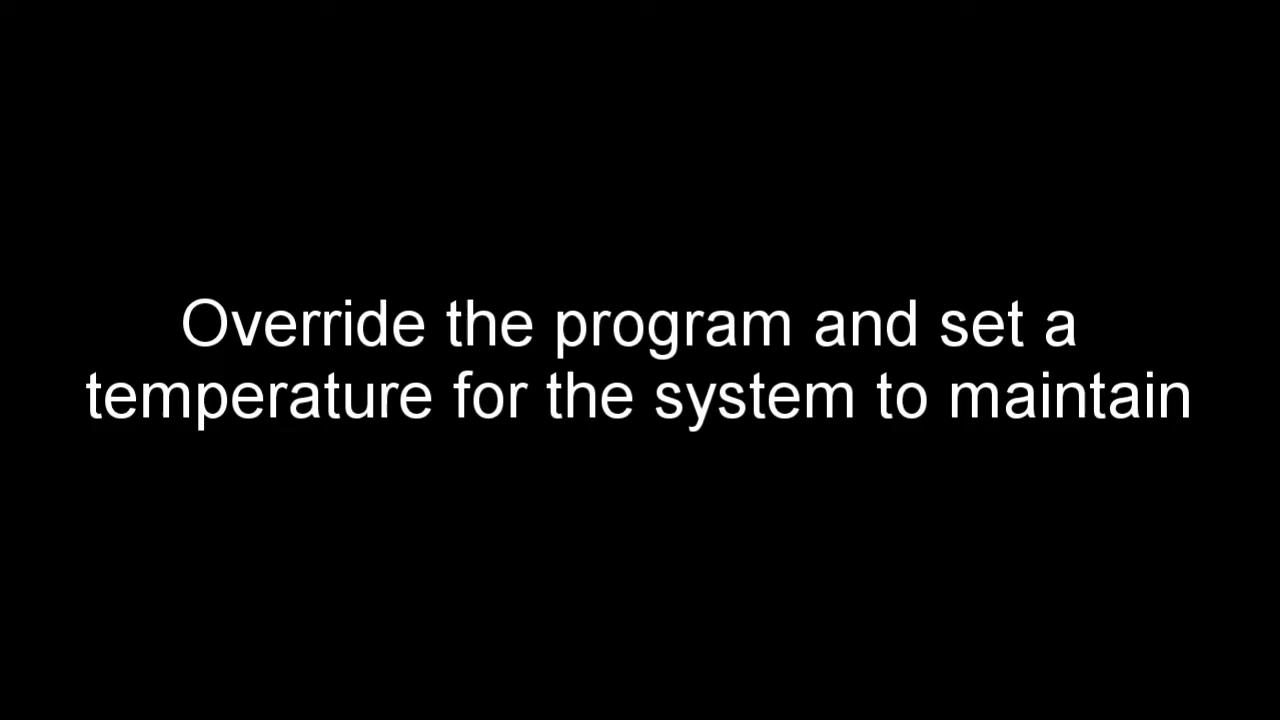 Override the program and set a
temperature for the system to maintain